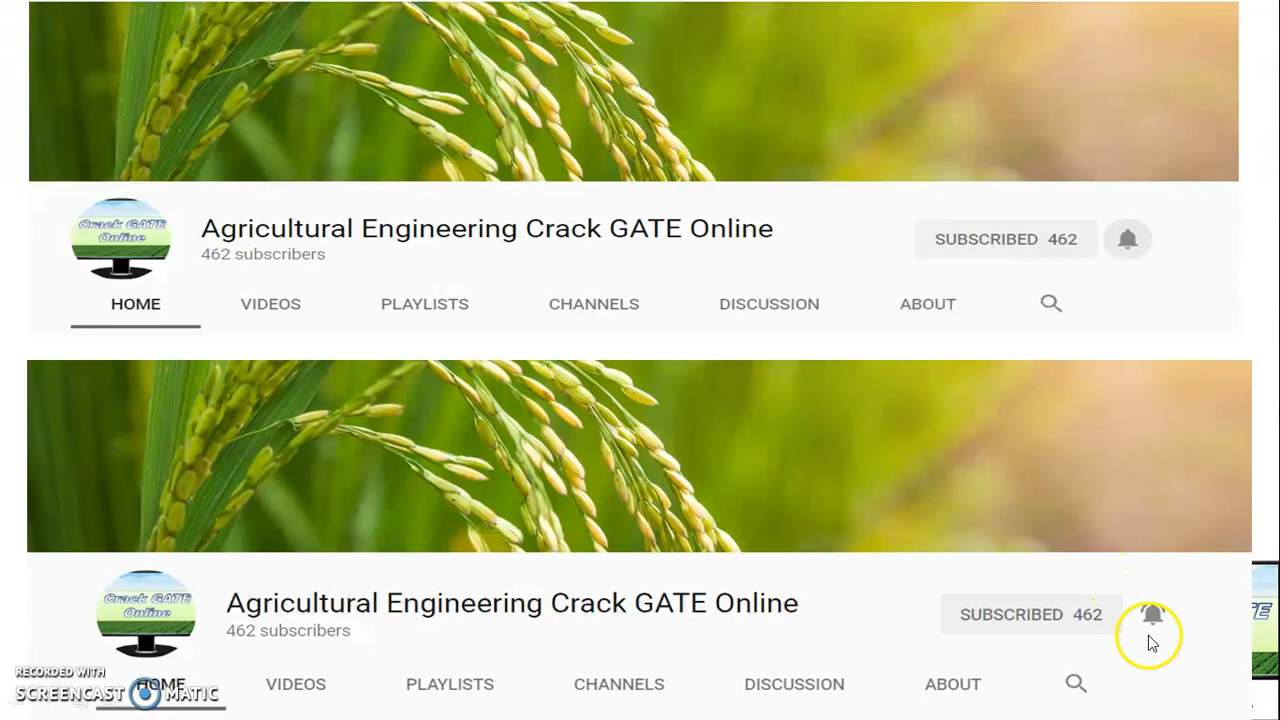 Crack GATE
Online
Agricultural Engineering Crack GATE Online
462 subscribers
SUBSCRIBED 462
HOME VIDEOS PLAYLISTS CHANNELS DISCUSSION ABOUT
Crack GATE
Online
Agricultural Engineering Crack GATE Online
462 subscribers
SUBSCRIBED 462
HOME VIDEOS PLAYLISTS CHANNELS DISCUSSION ABOUT
RECORDED WITH
SCREENCAST MATIC